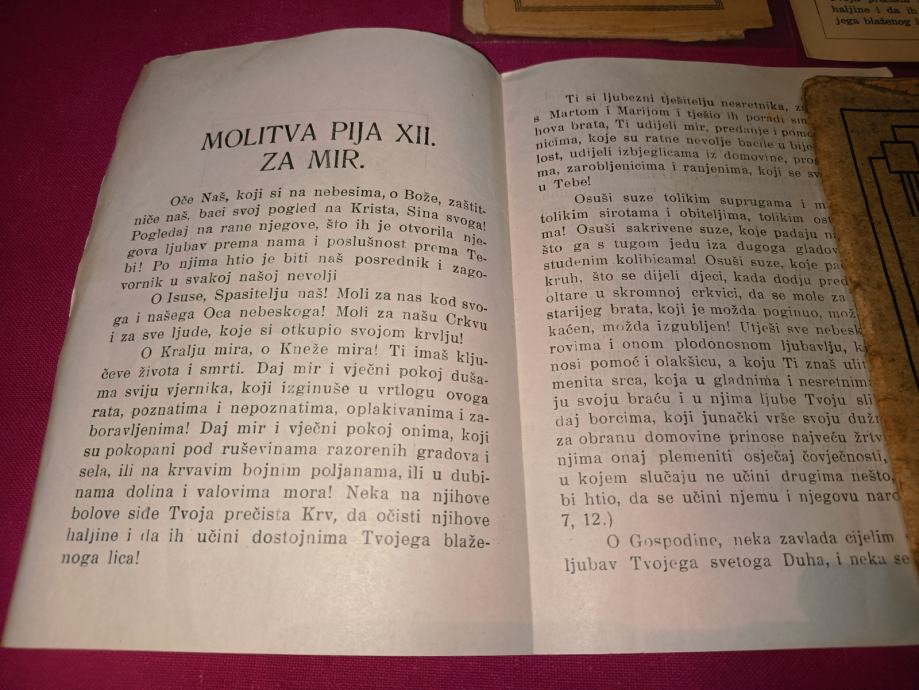 MOLITVA PIJA XII.
ZA MIR.
Oče Naš, koji si na nebesima, o Bože, zaštit-
niče naš, baci svoj pogled na Krista, Sina svoga!
Pogledaj na rane njegove, što ih je otvorila nje-
gova ljubav prema nama i poslušnost prema Te-
bi! Po njima htio je biti naš posrednik i zago-
vornik u svakoj našoj nevolji
O Isuse, Spasitelju naš! Moli za nas kod svo-
ga i našega Oca nebeskoga! Moli za našu Crkvu
i za sve ljude, koje si otkupio svojom krvlju!
O Kralju mira, o Kneže mira! Ti imaš klju-
čeve života i smrti. Daj mir i vječni pokoj duša-
ma sviju vjernika, koji izginuše u vrtlogu ovoga
rata, poznatima i nepoznatima, oplakivanima i za-
boravljenima! Daj mir i vječni pokoj onima, koji
su pokopani pod ruševinama razorenih gradova i
sela, ili na krvavim bojnim poljanama, ili u dubi-
nama dolina i valovima mora! Neka na njihove
bolove siđe Tvoja prečista Krv, da očisti njihove
haljine i da ih učini dostojnima Tvojega blaže-
noga lica!
Ti si ljubezni tješitelju nesretnika,
s Martom i Marijom i tješio ih poradi
hova brata, Ti udijeli mir, predanje i
nicima, koje su ratne nevolje bacile u
lost, udijeli izbjeglicama iz domovine,
ma, zarobljenicima i ranjenima, koji se
u Tebe!
Osuši suze tolikim suprugama i
tolikim sirotama i obiteljima, tolikim
ma! Osuši sakrivene suze, koje padaju
što ga s tugom jedu iza dugoga
studenim kolibicama! Osuši suze, koje
kruh, što se dijeli djeci, kada dođu
oltare u skromnoj crkvici, da se mole za
starijeg brata, koji je možda poginuo,
kaćen, možda izgubljen! Utješi sve
rovima i onom plodonosnom ljubavlju,
nosi pomoć i olakšicu, a koju Ti znaš
menita srca, koja u gladnima i
ju svoju braću i u njima ljube Tvoju
daj borcima, koji junački vrše svoju
za obranu domovine prinose najveću
njima onaj plemeniti osjećaj čovječnosti,
u kojem slučaju ne učini drugima nešto,
bi htio, da se učini njemu i njegovu
7, 12.)
O Gospodine, neka zavlada cijelim
ljubav Tvojega svetoga Duha, i neka se
haljine i da ih
jega blaženog